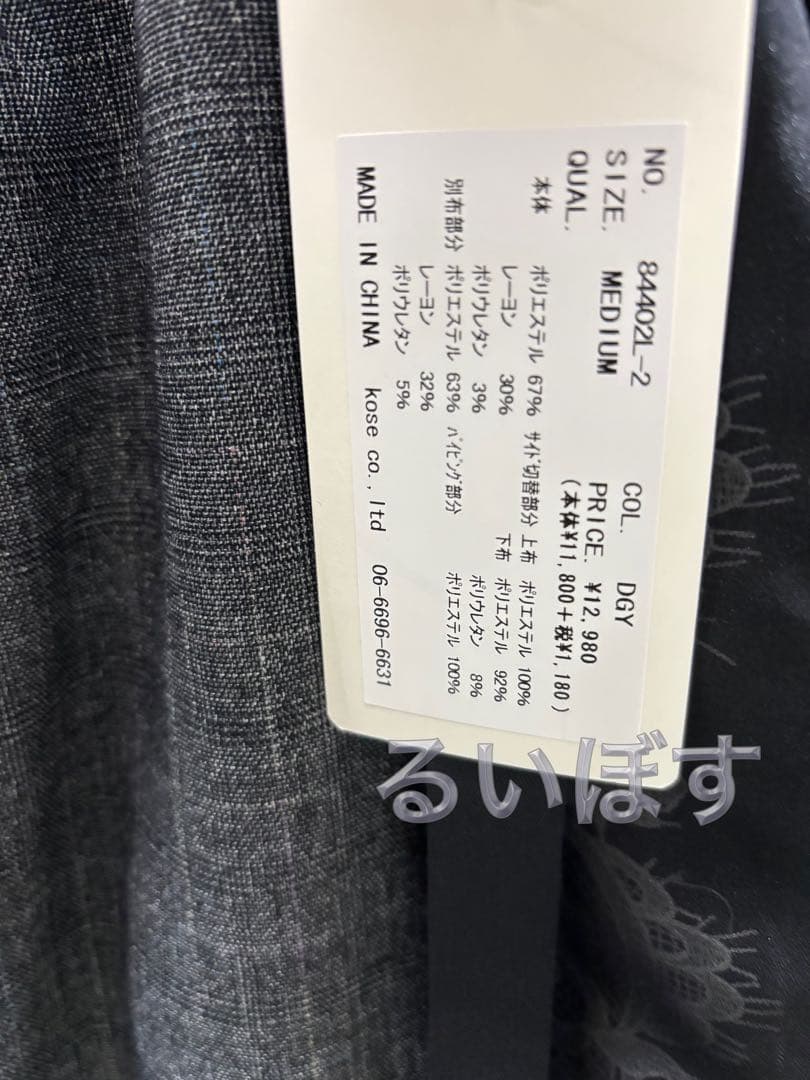 NO. 84402L-2 COL. DGY
SIZE. MEDIUM PRICE. ¥12,980
QUAL. (本体¥11,800+税¥1,180)
本体 ポリエステル 67% サイド切替部分 上布 ポリエステル 100%
レーヨン 30% 下布 ポリエステル 92%
ポリウレタン 3% ポリウレタン 8%
別布部分 ポリエステル 63% パイピング部分 ポリエステル 100%
レーヨン 32%
ポリウレタン 5%
MADE IN CHINA kose co.,ltd 06-6696-6631
るいぼす